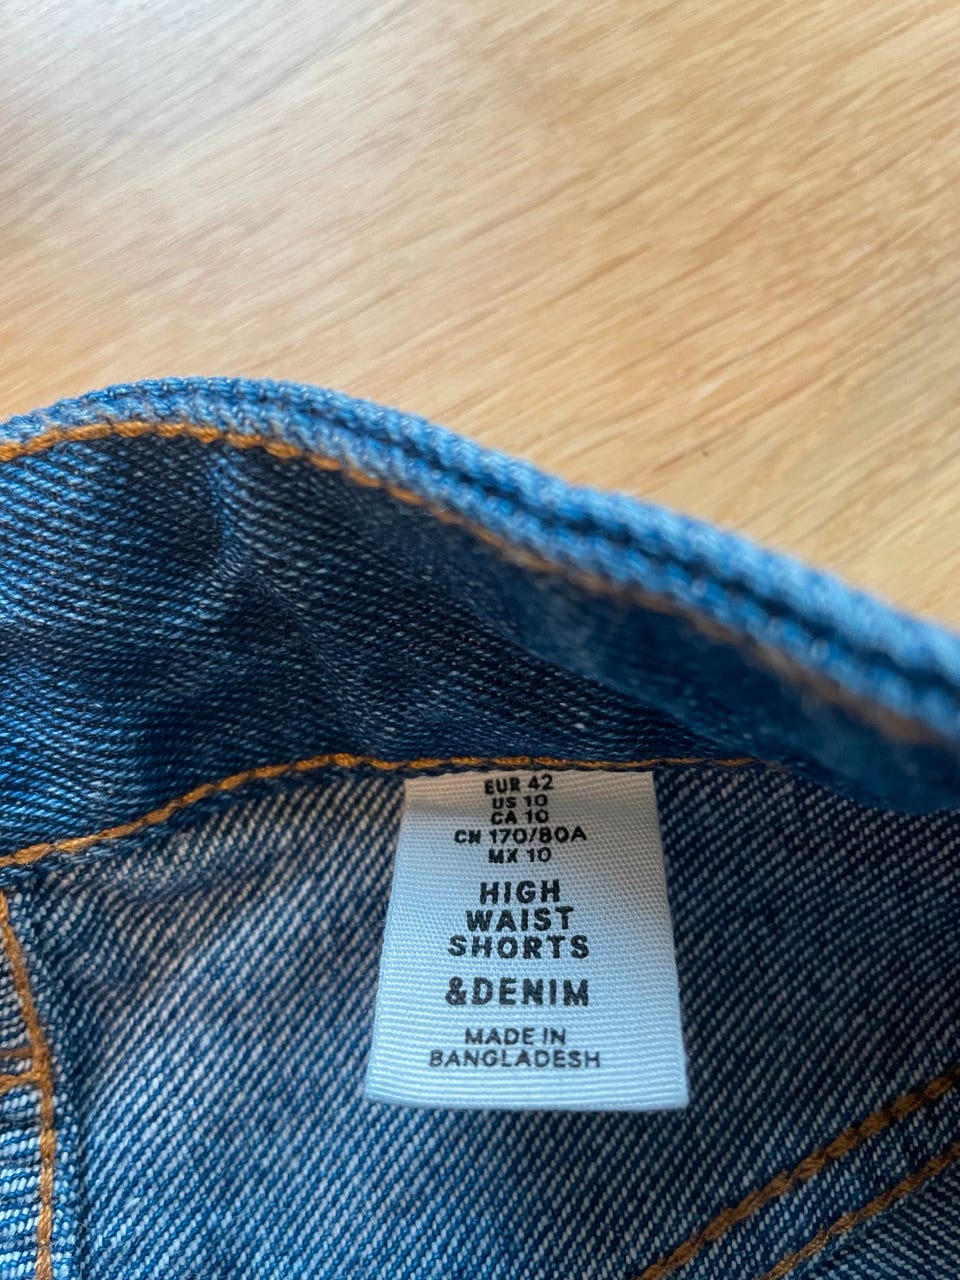 EUR 42
US 10
CA 10
CN 170/80A
MX 10
HIGH
WAIST
SHORTS
&DENIM
MADE IN
BANGLADESH